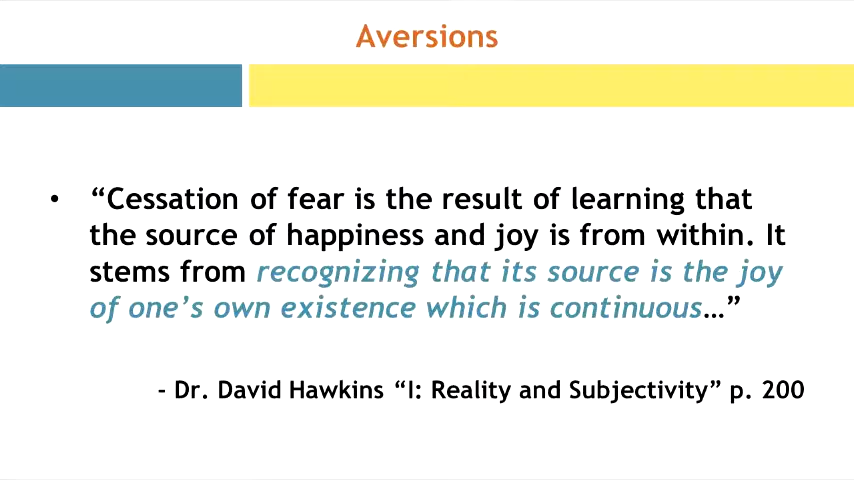 Aversions
• “Cessation of fear is the result of learning that
the source of happiness and joy is from within. It
stems from recognizing that its source is the joy
of one’s own existence which is continuous…”
- Dr. David Hawkins “I: Reality and Subjectivity” p. 200